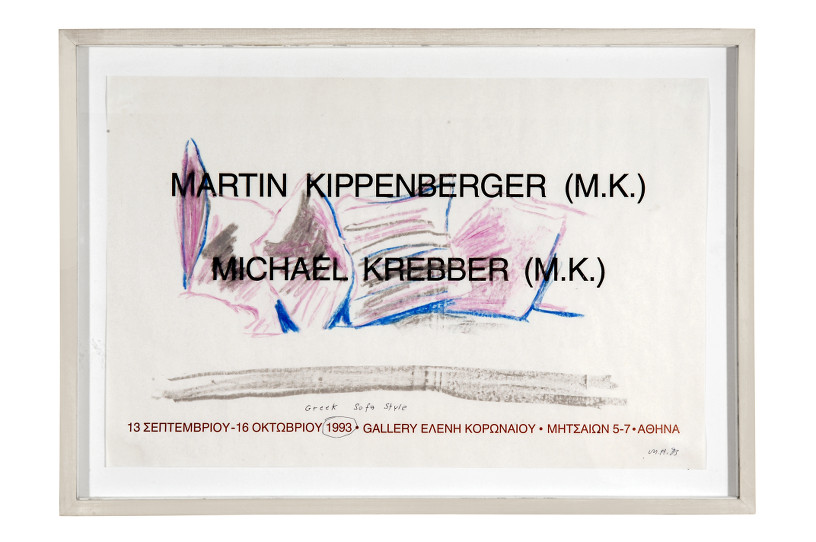 MARTIN KIPPENBERGER (M.K.)
MICHAEL KREBBER (M.K.)
Greek Sofa Style
13 ΣΕΠΤΕΜΒΡΙΟΥ-16 ΟΚΤΩΒΡΙΟΥ 1993 • GALLERY ΕΛΕΝΗ ΚΟΡΩΝΑΙΟΥ • ΜΗΤΣΑΙΩΝ 5-7 • ΑΘΗΝΑ